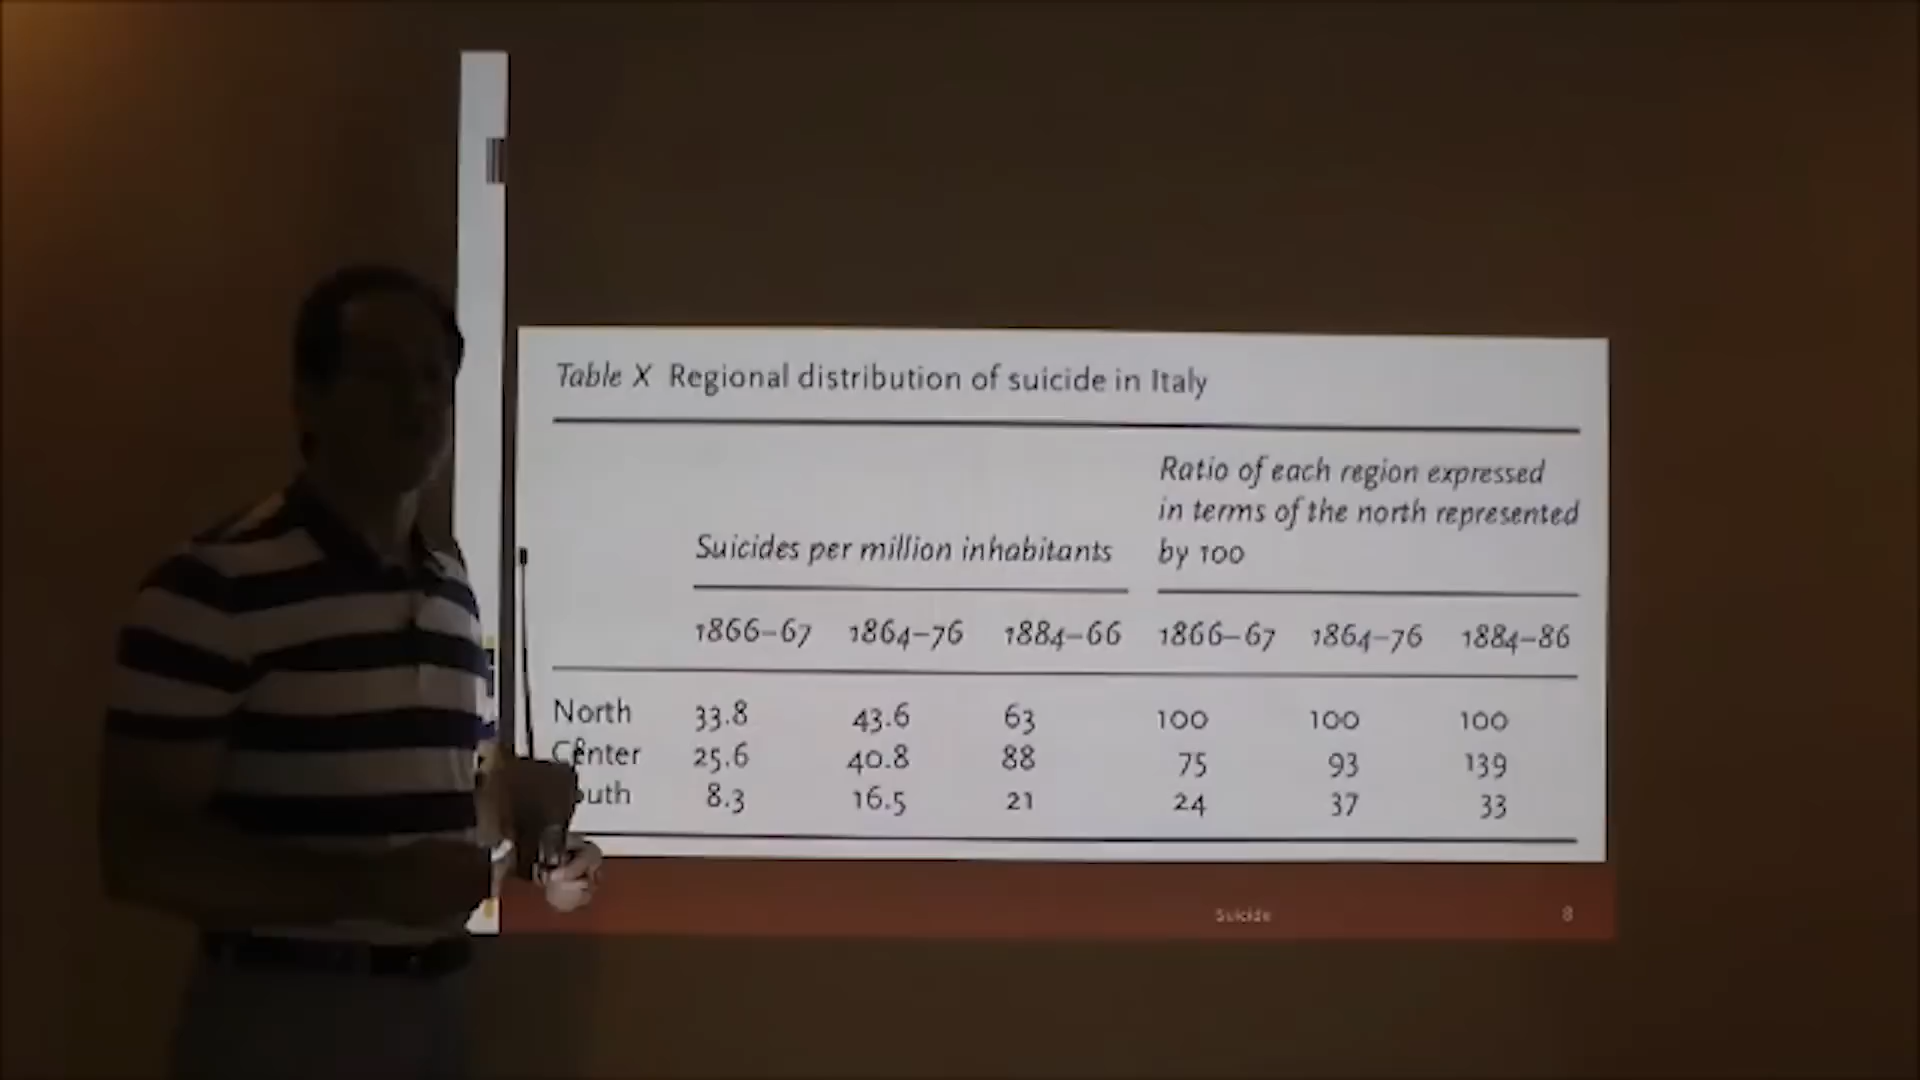 Table X Regional distribution of suicide in Italy
Ratio of each region expressed
in terms of the north represented
Suicides per million inhabitants by 100
1866–67 1864–76 1884–66 1866–67 1864–76 1884–86
North 33.8 43.6 63 100 100 100
Center 25.6 40.8 88 75 93 139
outh 8.3 16.5 21 24 37 33
Suicide 8